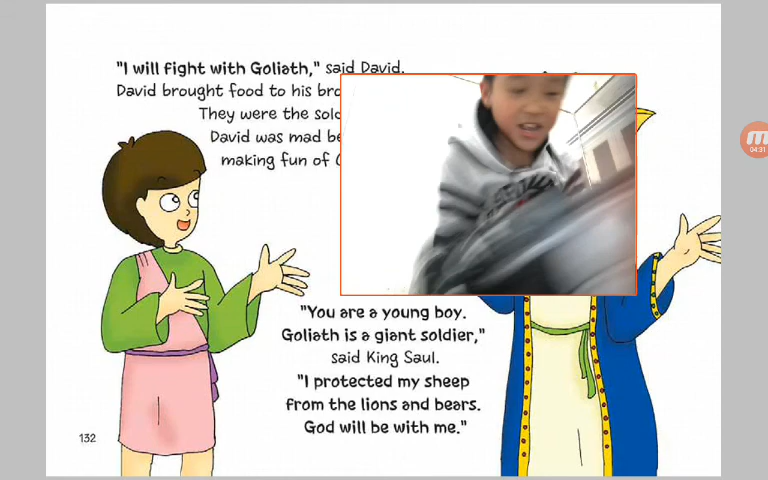 "I will fight with Goliath," said David.
David brought food to his
They were the
David was mad
making fun of
"You are a young boy.
Goliath is a giant soldier,"
said King Saul.
"I protected my sheep
from the lions and bears.
God will be with me."
132
04:31